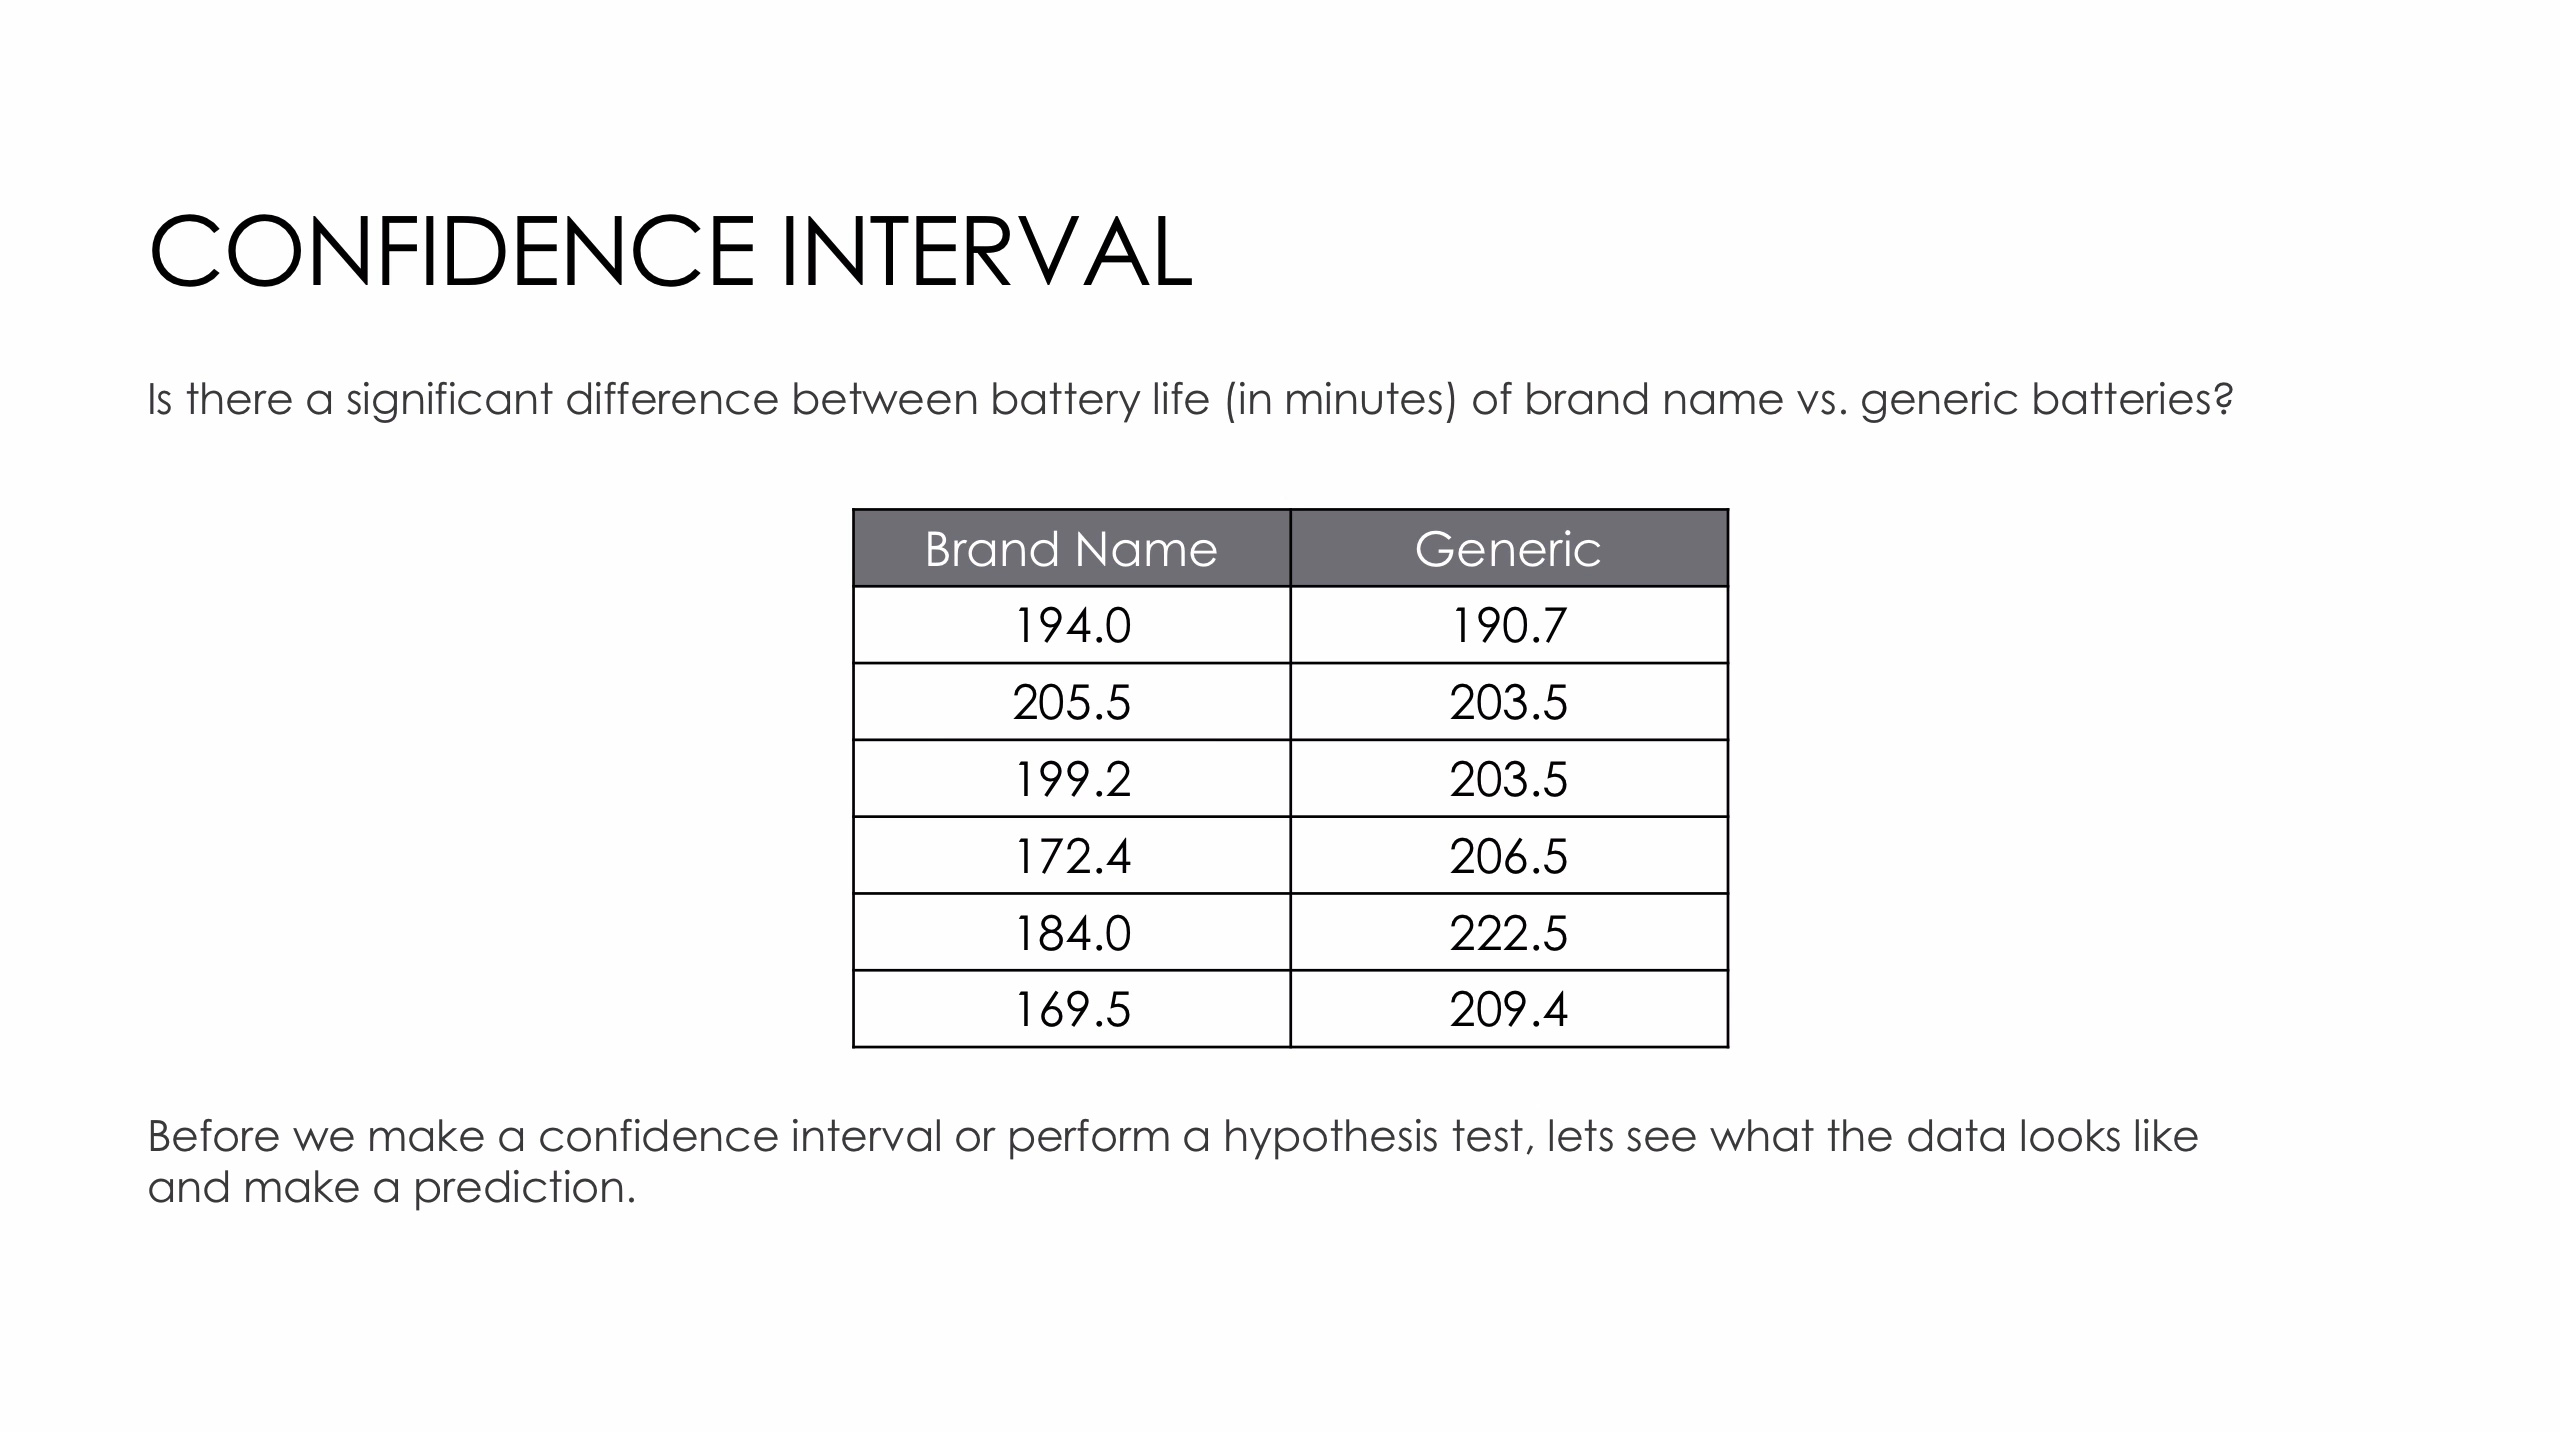 CONFIDENCE INTERVAL
Is there a significant difference between battery life (in minutes) of brand name vs. generic batteries?
Brand Name Generic
194.0 190.7
205.5 203.5
199.2 203.5
172.4 206.5
184.0 222.5
169.5 209.4
Before we make a confidence interval or perform a hypothesis test, lets see what the data looks like
and make a prediction.